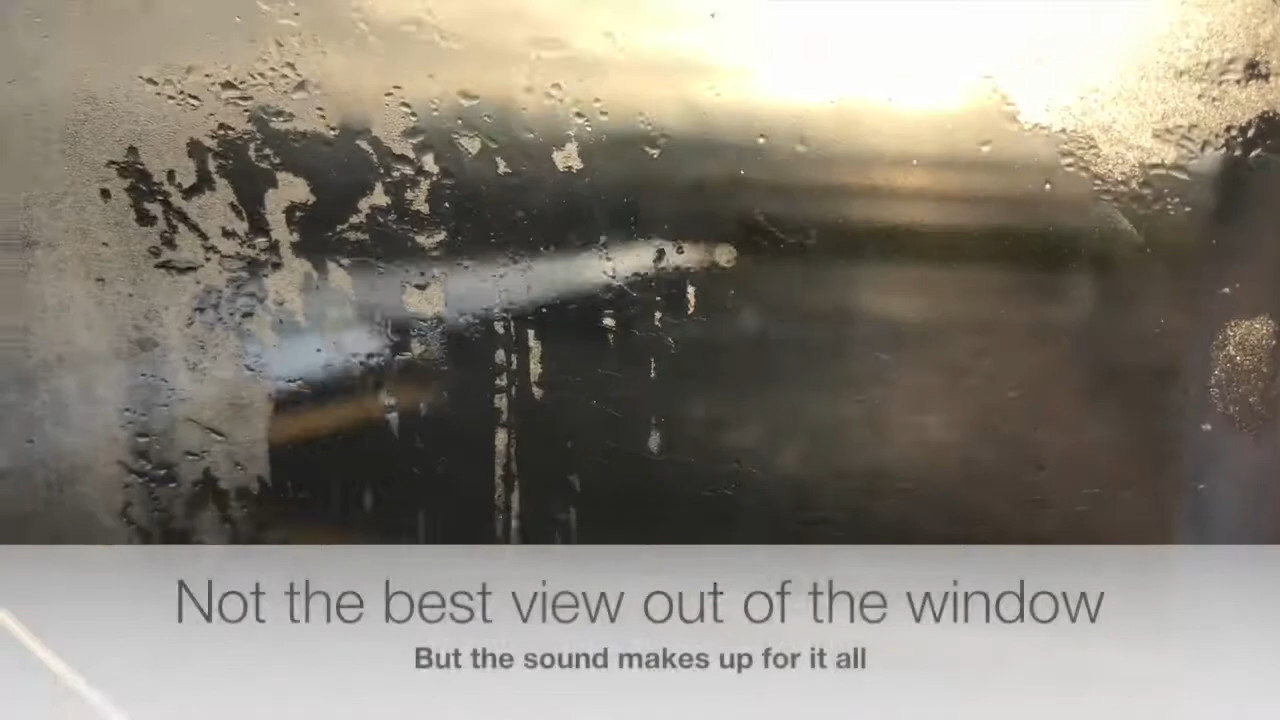 Not the best view out of the window
But the sound makes up for it all